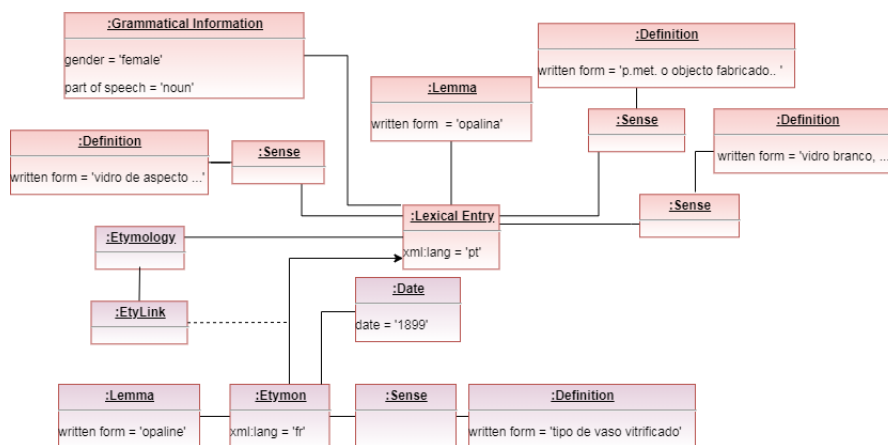 :Grammatical Information
gender = 'female'
part of speech = 'noun'
:Definition
written form = 'p.met. o objecto fabricado.. '
:Lemma
written form  = 'opalina'
:Sense
:Definition
written form = 'vidro branco, ...
:Definition
written form = 'vidro de aspecto ...'
:Sense
:Sense
:Lexical Entry
xml:lang = 'pt'
:Etymology
:EtyLink
:Date
date = '1899'
:Lemma
written form = 'opaline'
:Etymon
xml:lang = 'fr'
:Sense
:Definition
written form = 'tipo de vaso vitrificado'